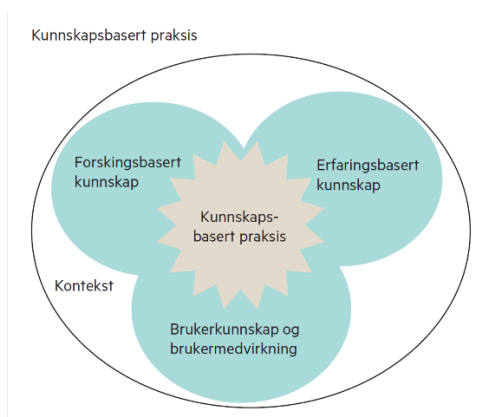 Kunnskapsbasert praksis
Forskingsbasert
kunnskap
Erfaringsbasert
kunnskap
Kunnskaps-
basert praksis
Kontekst
Brukerkunnskap og
brukermedvirkning